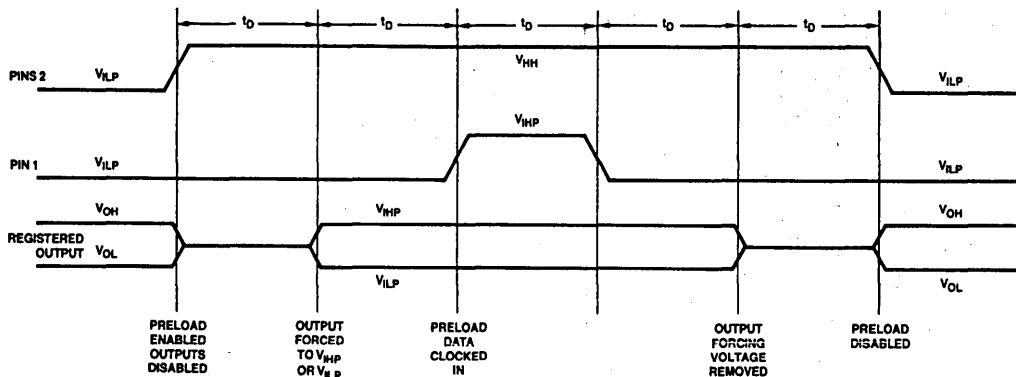 tD tD tD tD tD
PINS 2 VILP VHH VILP
VIHP
PIN 1 VILP VILP
VOH VIHP VOH
REGISTERED
OUTPUT VOL
VILP VOL
PRELOAD
ENABLED
OUTPUTS
DISABLED
OUTPUT
FORCED
TO VIHP
OR VILP
PRELOAD
DATA
CLOCKED
IN
OUTPUT
FORCING
VOLTAGE
REMOVED
PRELOAD
DISABLED